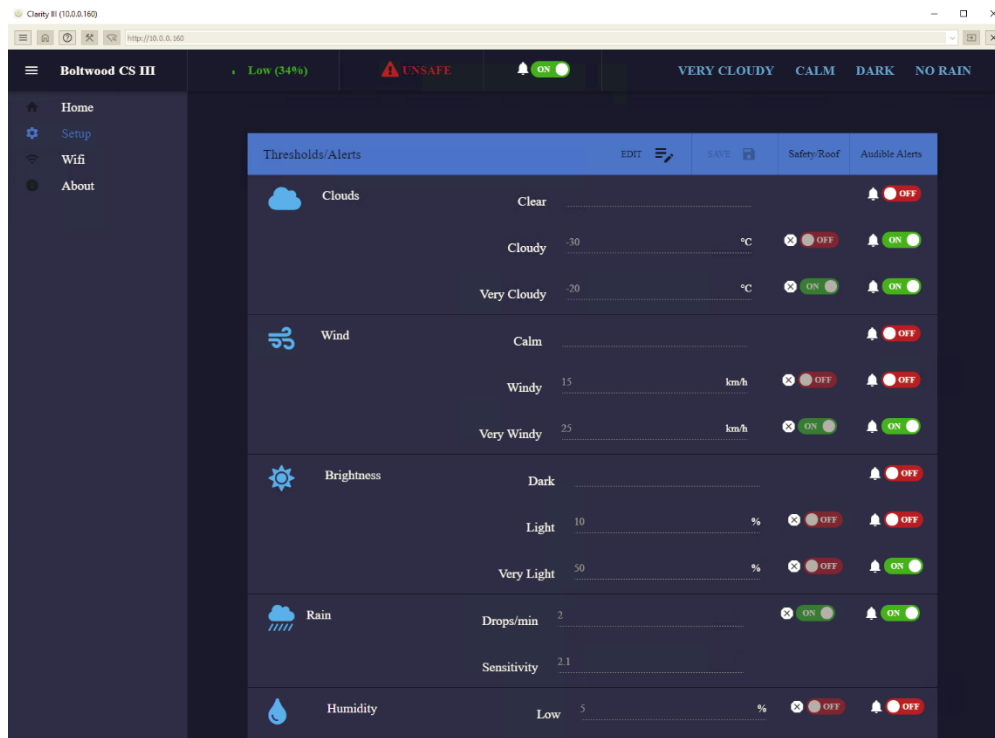 Clarity III (10.0.0.160)
http://10.0.0.160
Boltwood CS III
Low (34%)
UNSAFE
ON
VERY CLOUDY CALM DARK NO RAIN
Home
Setup
Wifi
About
Thresholds/Alerts EDIT SAVE Safety/Roof Audible Alerts
Clouds Clear OFF
Cloudy -30 °C OFF ON
Very Cloudy -20 °C ON ON
Wind Calm OFF
Windy 15 km/h OFF OFF
Very Windy 25 km/h ON ON
Brightness Dark OFF
Light 10 % OFF OFF
Very Light 50 % OFF ON
Rain Drops/min 2 ON ON
Sensitivity 2.1
Humidity Low 5 % OFF OFF